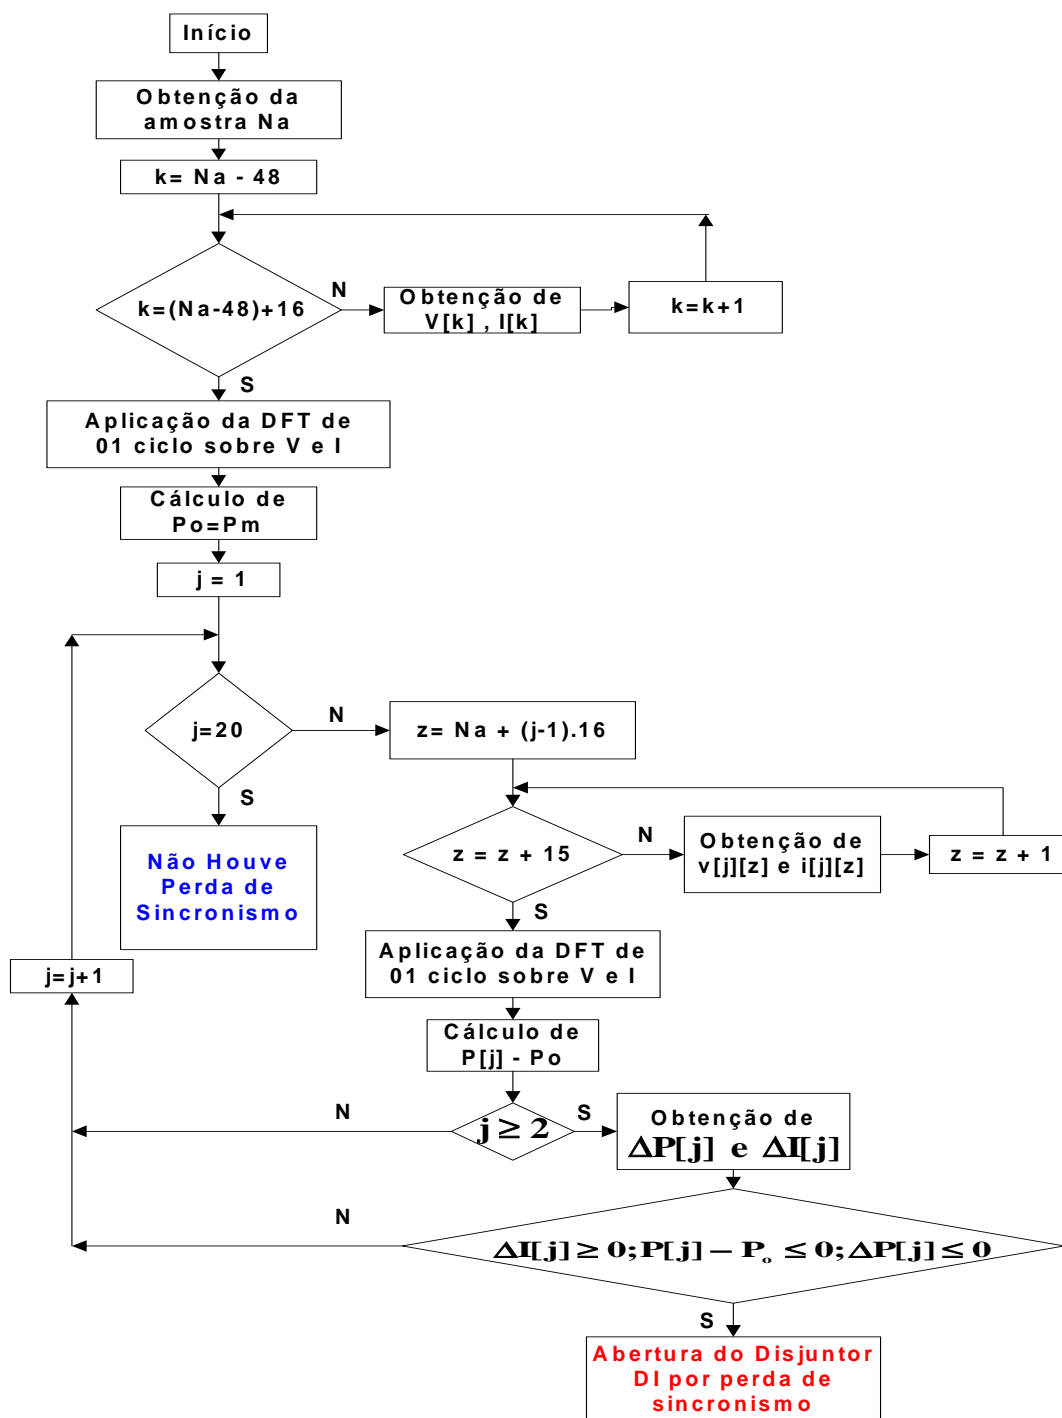 Início
Obtenção da
amostra Na
k= Na - 48
k=(Na-48)+16
N
Obtenção de
V[k] , I[k]
k=k+1
S
Aplicação da DFT de
01 ciclo sobre V e I
Cálculo de
Po=Pm
j = 1
j=20
N
z= Na + (j-1).16
S
Não Houve
Perda de
Sincronismo
z = z + 15
N
Obtenção de
v[j][z] e i[j][z]
z = z + 1
S
Aplicação da DFT de
01 ciclo sobre V e I
j=j+1
Cálculo de
P[j] - Po
N
j ≥ 2
S
Obtenção de
ΔP[j] e ΔI[j]
N
ΔI[j] ≥ 0; P[j] – Po ≤ 0; ΔP[j] ≤ 0
S
Abertura do Disjuntor
DI por perda de
sincronismo